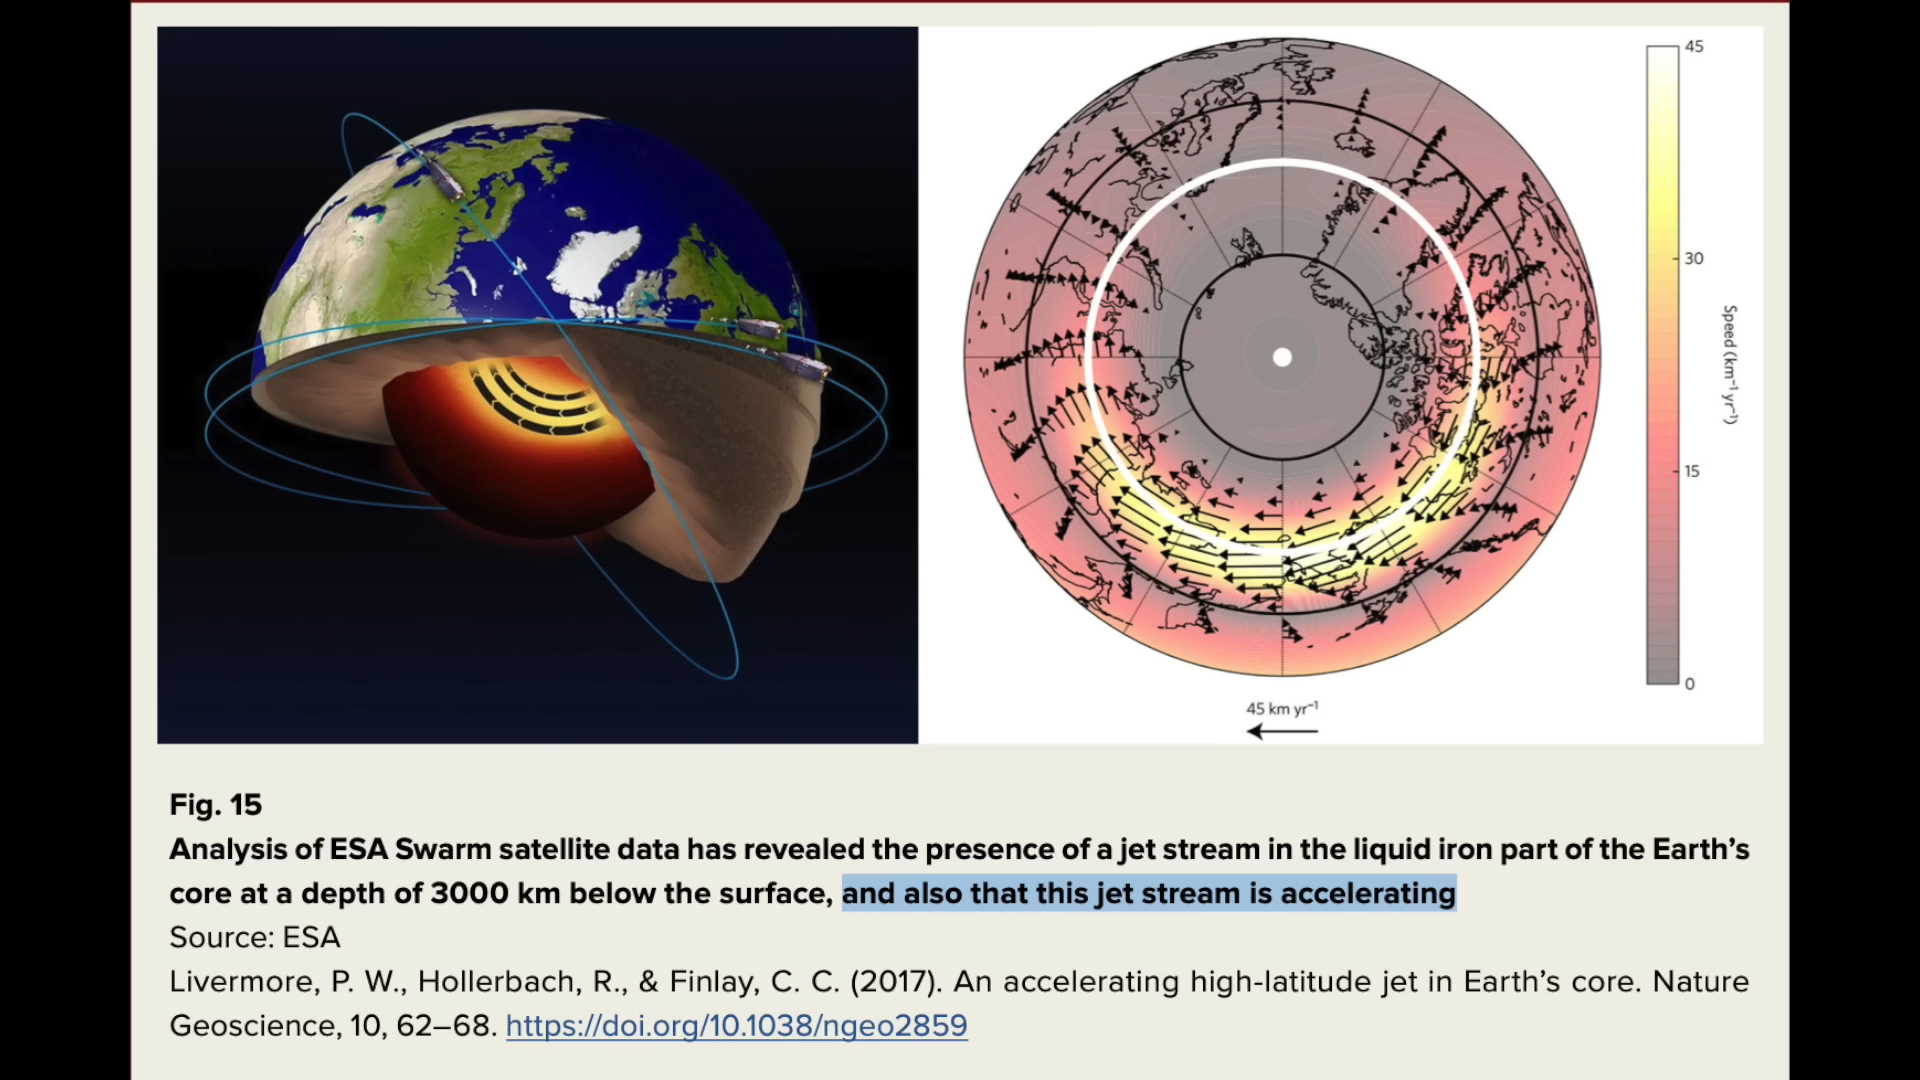 45
30
15
0
Speed (km⁻¹ yr⁻¹)
45 km yr⁻¹
Fig. 15
Analysis of ESA Swarm satellite data has revealed the presence of a jet stream in the liquid iron part of the Earth’s
core at a depth of 3000 km below the surface, and also that this jet stream is accelerating
Source: ESA
Livermore, P. W., Hollerbach, R., & Finlay, C. C. (2017). An accelerating high-latitude jet in Earth’s core. Nature
Geoscience, 10, 62–68. https://doi.org/10.1038/ngeo2859